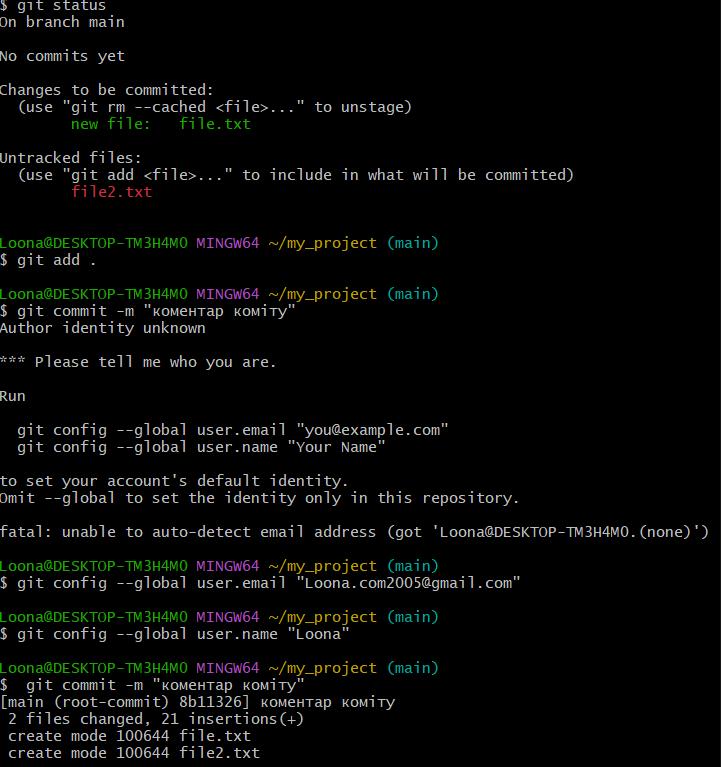 $ git status
On branch main
No commits yet
Changes to be committed:
(use "git rm --cached <file>..." to unstage)
new file:   file.txt
Untracked files:
(use "git add <file>..." to include in what will be committed)
file2.txt
Loona@DESKTOP-TM3H4MO MINGW64 ~/my_project (main)
$ git add .
Loona@DESKTOP-TM3H4MO MINGW64 ~/my_project (main)
$ git commit -m "коментар коміту"
Author identity unknown
*** Please tell me who you are.
Run
git config --global user.email "you@example.com"
git config --global user.name "Your Name"
to set your account's default identity.
Omit --global to set the identity only in this repository.
fatal: unable to auto-detect email address (got 'Loona@DESKTOP-TM3H4MO.(none)')
Loona@DESKTOP-TM3H4MO MINGW64 ~/my_project (main)
$ git config --global user.email "Loona.com2005@gmail.com"
Loona@DESKTOP-TM3H4MO MINGW64 ~/my_project (main)
$ git config --global user.name "Loona"
Loona@DESKTOP-TM3H4MO MINGW64 ~/my_project (main)
$  git commit -m "коментар коміту"
[main (root-commit) 8b11326] коментар коміту
2 files changed, 21 insertions(+)
create mode 100644 file.txt
create mode 100644 file2.txt